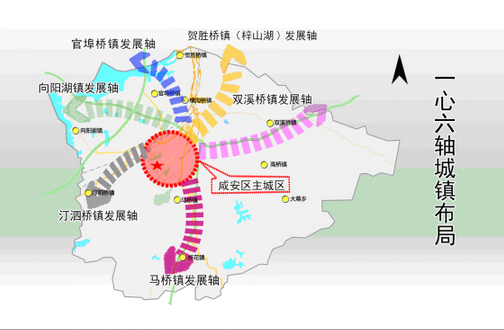 贺胜桥镇（梓山湖）发展轴
官埠桥镇发展轴
贺胜桥镇
向阳湖镇发展轴
官埠桥镇
横沟桥镇
双溪桥镇发展轴
向阳湖镇
双溪桥镇
高桥镇
咸安区主城区
汀泗桥镇
大幕乡
马桥镇
汀泗桥镇发展轴
桂花镇
马桥镇发展轴
一心六轴城镇布局